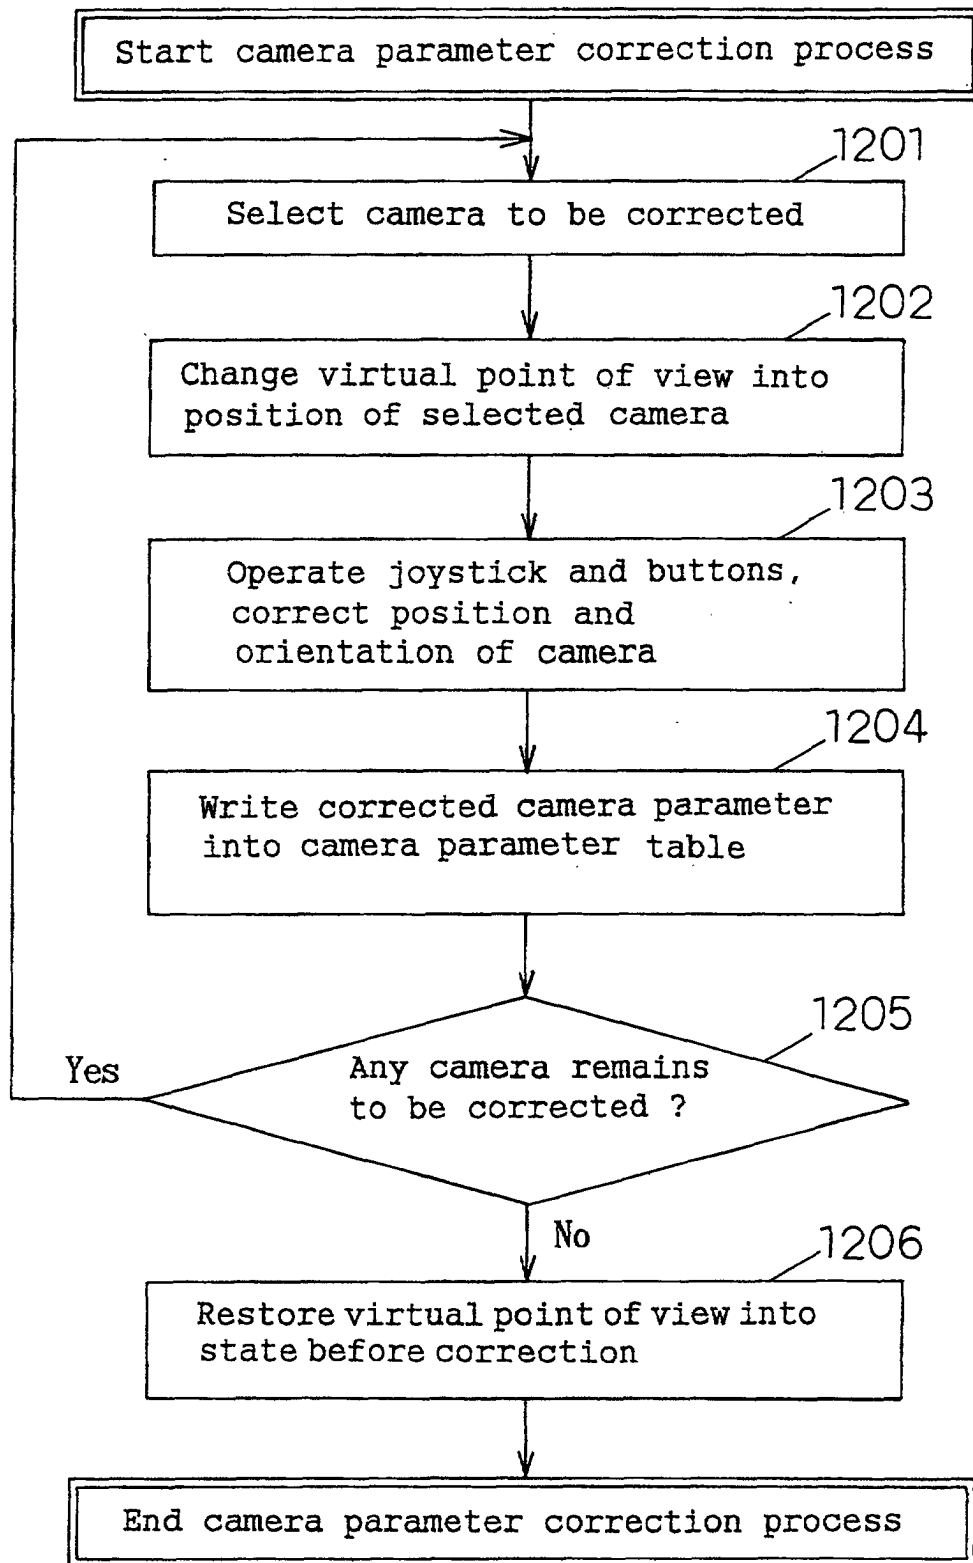 Start camera parameter correction process
1201
Select camera to be corrected
1202
Change virtual point of view into
position of selected camera
1203
Operate joystick and buttons,
correct position and
orientation of camera
1204
Write corrected camera parameter
into camera parameter table
1205
Any camera remains
to be corrected ?
Yes
No
1206
Restore virtual point of view into
state before correction
End camera parameter correction process